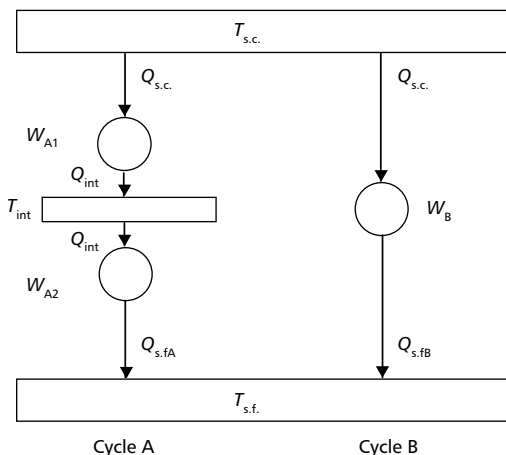 T_s.c.
Q_s.c.
Q_s.c.
W_A1
Q_int
T_int
Q_int
W_B
W_A2
Q_s.fA
Q_s.fB
T_s.f.
Cycle A
Cycle B